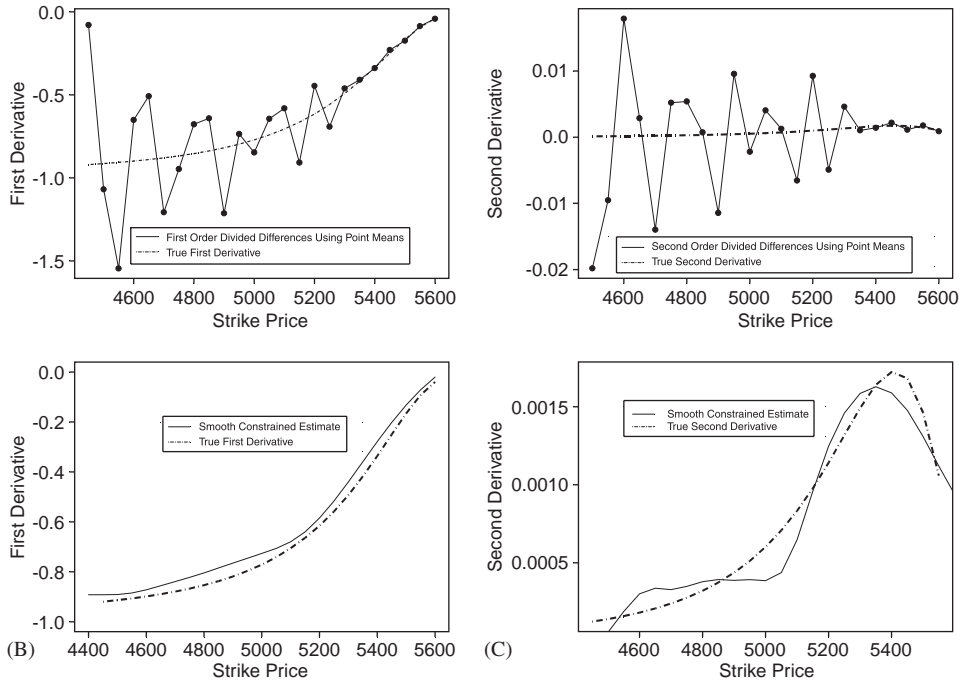 0.0
-0.5
-1.0
-1.5
First Derivative
First Order Divided Differences Using Point Means
True First Derivative
4600 4800 5000 5200 5400 5600
Strike Price
0.01
0.0
-0.01
-0.02
Second Derivative
Second Order Divided Differences Using Point Means
True Second Derivative
4600 4800 5000 5200 5400 5600
Strike Price
0.0
-0.2
-0.4
-0.6
-0.8
-1.0
First Derivative
Smooth Constrained Estimate
True First Derivative
4400 4600 4800 5000 5200 5400 5600
Strike Price
(B)
0.0015
0.0010
0.0005
Second Derivative
Smooth Constrained Estimate
True Second Derivative
4600 4800 5000 5200 5400
Strike Price
(C)